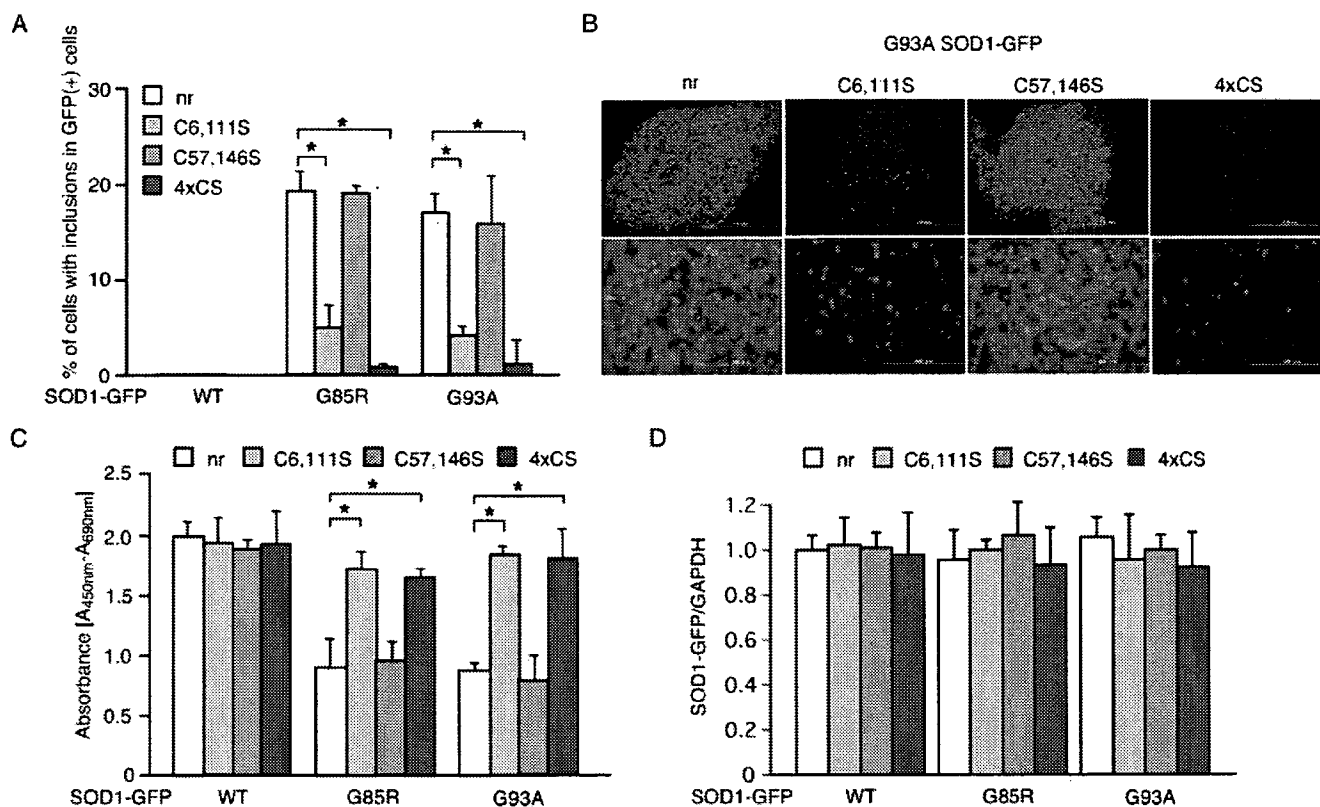 A
% of cells with inclusions in GFP(+) cells
30
20
10
0
nr
C6,111S
C57,146S
4xCS
*
*
*
*
SOD1-GFP WT G85R G93A
B
G93A SOD1-GFP
nr C6,111S C57,146S 4xCS
C
nr C6,111S C57,146S 4xCS
Absorbance [A450nm-A690nm]
2.5
2.0
1.5
1.0
0.5
0
*
*
*
*
SOD1-GFP WT G85R G93A
D
nr C6,111S C57,146S 4xCS
SOD1-GFP/GAPDH
1.2
1.0
0.8
0.6
0.4
0.2
0
SOD1-GFP WT G85R G93A